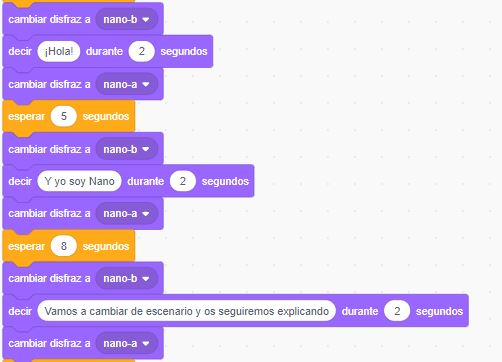 cambiar disfraz a nano-b
decir ¡Hola! durante 2 segundos
cambiar disfraz a nano-a
esperar 5 segundos
cambiar disfraz a nano-b
decir Y yo soy Nano durante 2 segundos
cambiar disfraz a nano-a
esperar 8 segundos
cambiar disfraz a nano-b
decir Vamos a cambiar de escenario y os seguiremos explicando durante 2 segundos
cambiar disfraz a nano-a